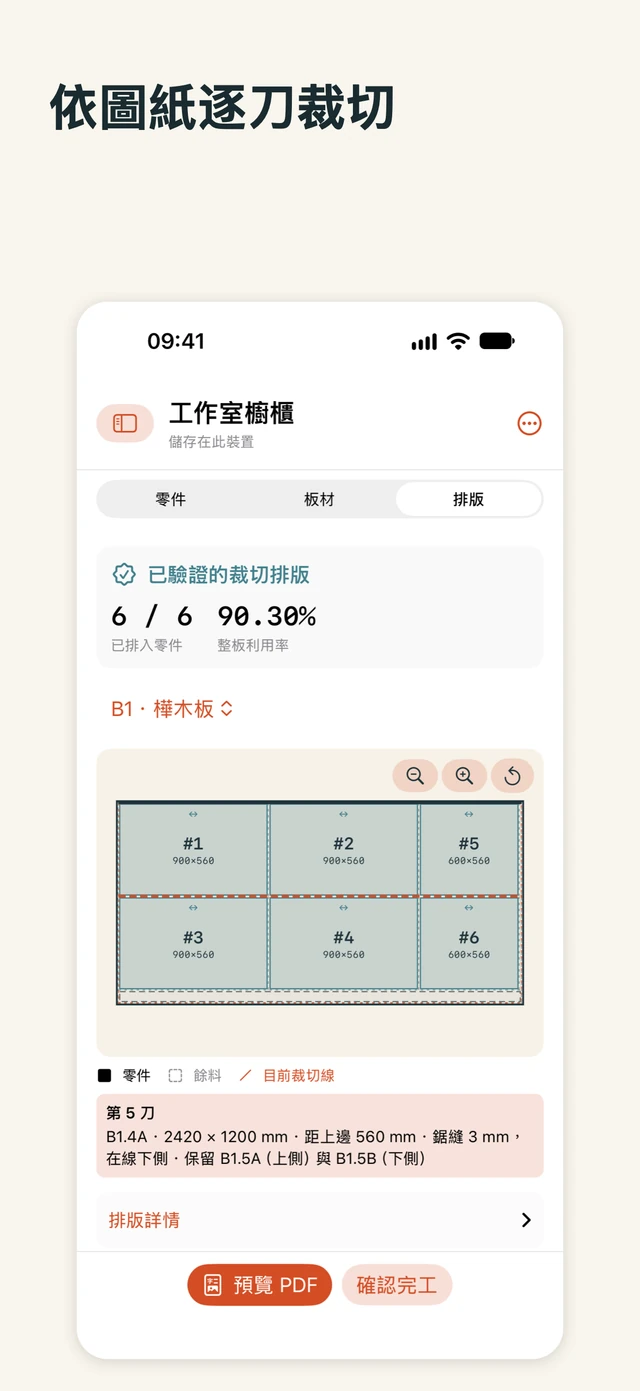 依圖紙逐刀裁切
09:41
工作室櫥櫃
儲存在此裝置
零件
板材
排版
已驗證的裁切排版
6 / 6 90.30%
已排入零件 整板利用率
B1 · 樺木板
#1
900×560
#2
900×560
#5
600×560
#3
900×560
#4
900×560
#6
600×560
零件 餘料 目前裁切線
第 5 刀
B1.4A · 2420 × 1200 mm · 距上邊 560 mm · 鋸縫 3 mm，
在線下側 · 保留 B1.5A (上側) 與 B1.5B (下側)
排版詳情
預覽 PDF
確認完工